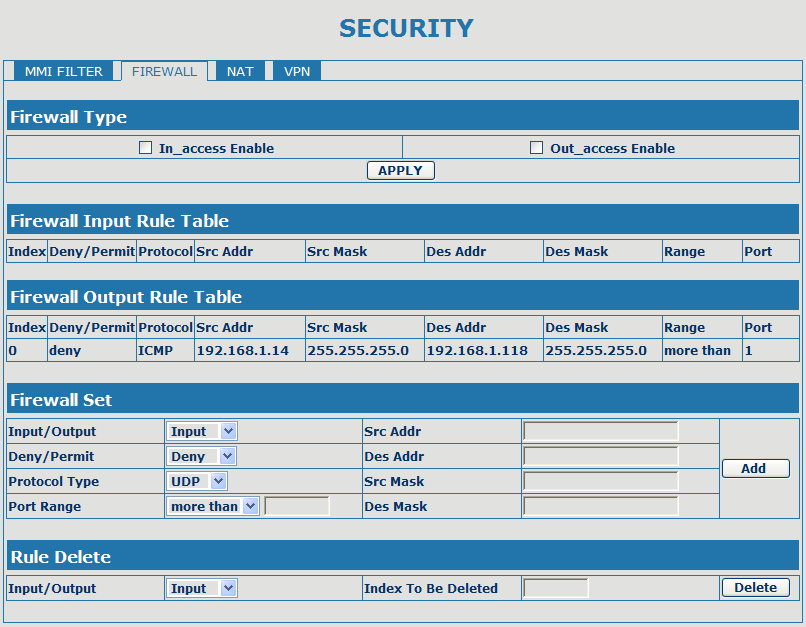 SECURITY
MMI FILTER FIREWALL NAT VPN
Firewall Type
In_access Enable Out_access Enable
APPLY
Firewall Input Rule Table
Index Deny/Permit Protocol Src Addr Src Mask Des Addr Des Mask Range Port
Firewall Output Rule Table
Index Deny/Permit Protocol Src Addr Src Mask Des Addr Des Mask Range Port
0 deny ICMP 192.168.1.14 255.255.255.0 192.168.1.118 255.255.255.0 more than 1
Firewall Set
Input/Output Input Src Addr
Deny/Permit Deny Des Addr
Add
Protocol Type UDP Src Mask
Port Range more than Des Mask
Rule Delete
Input/Output Input Index To Be Deleted Delete